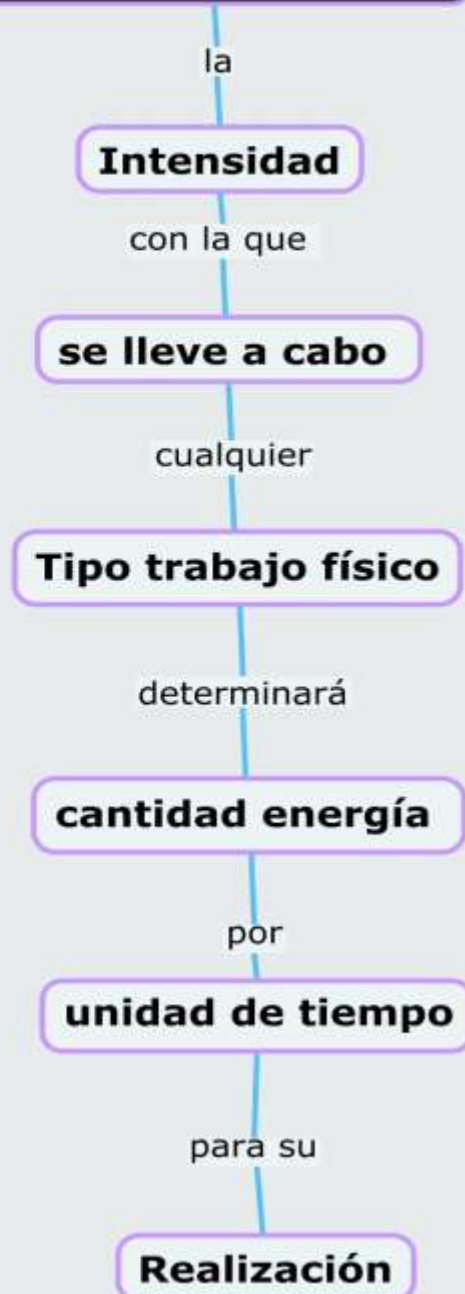 la
Intensidad
con la que
se lleve a cabo
cualquier
Tipo trabajo físico
determinará
cantidad energía
por
unidad de tiempo
para su
Realización